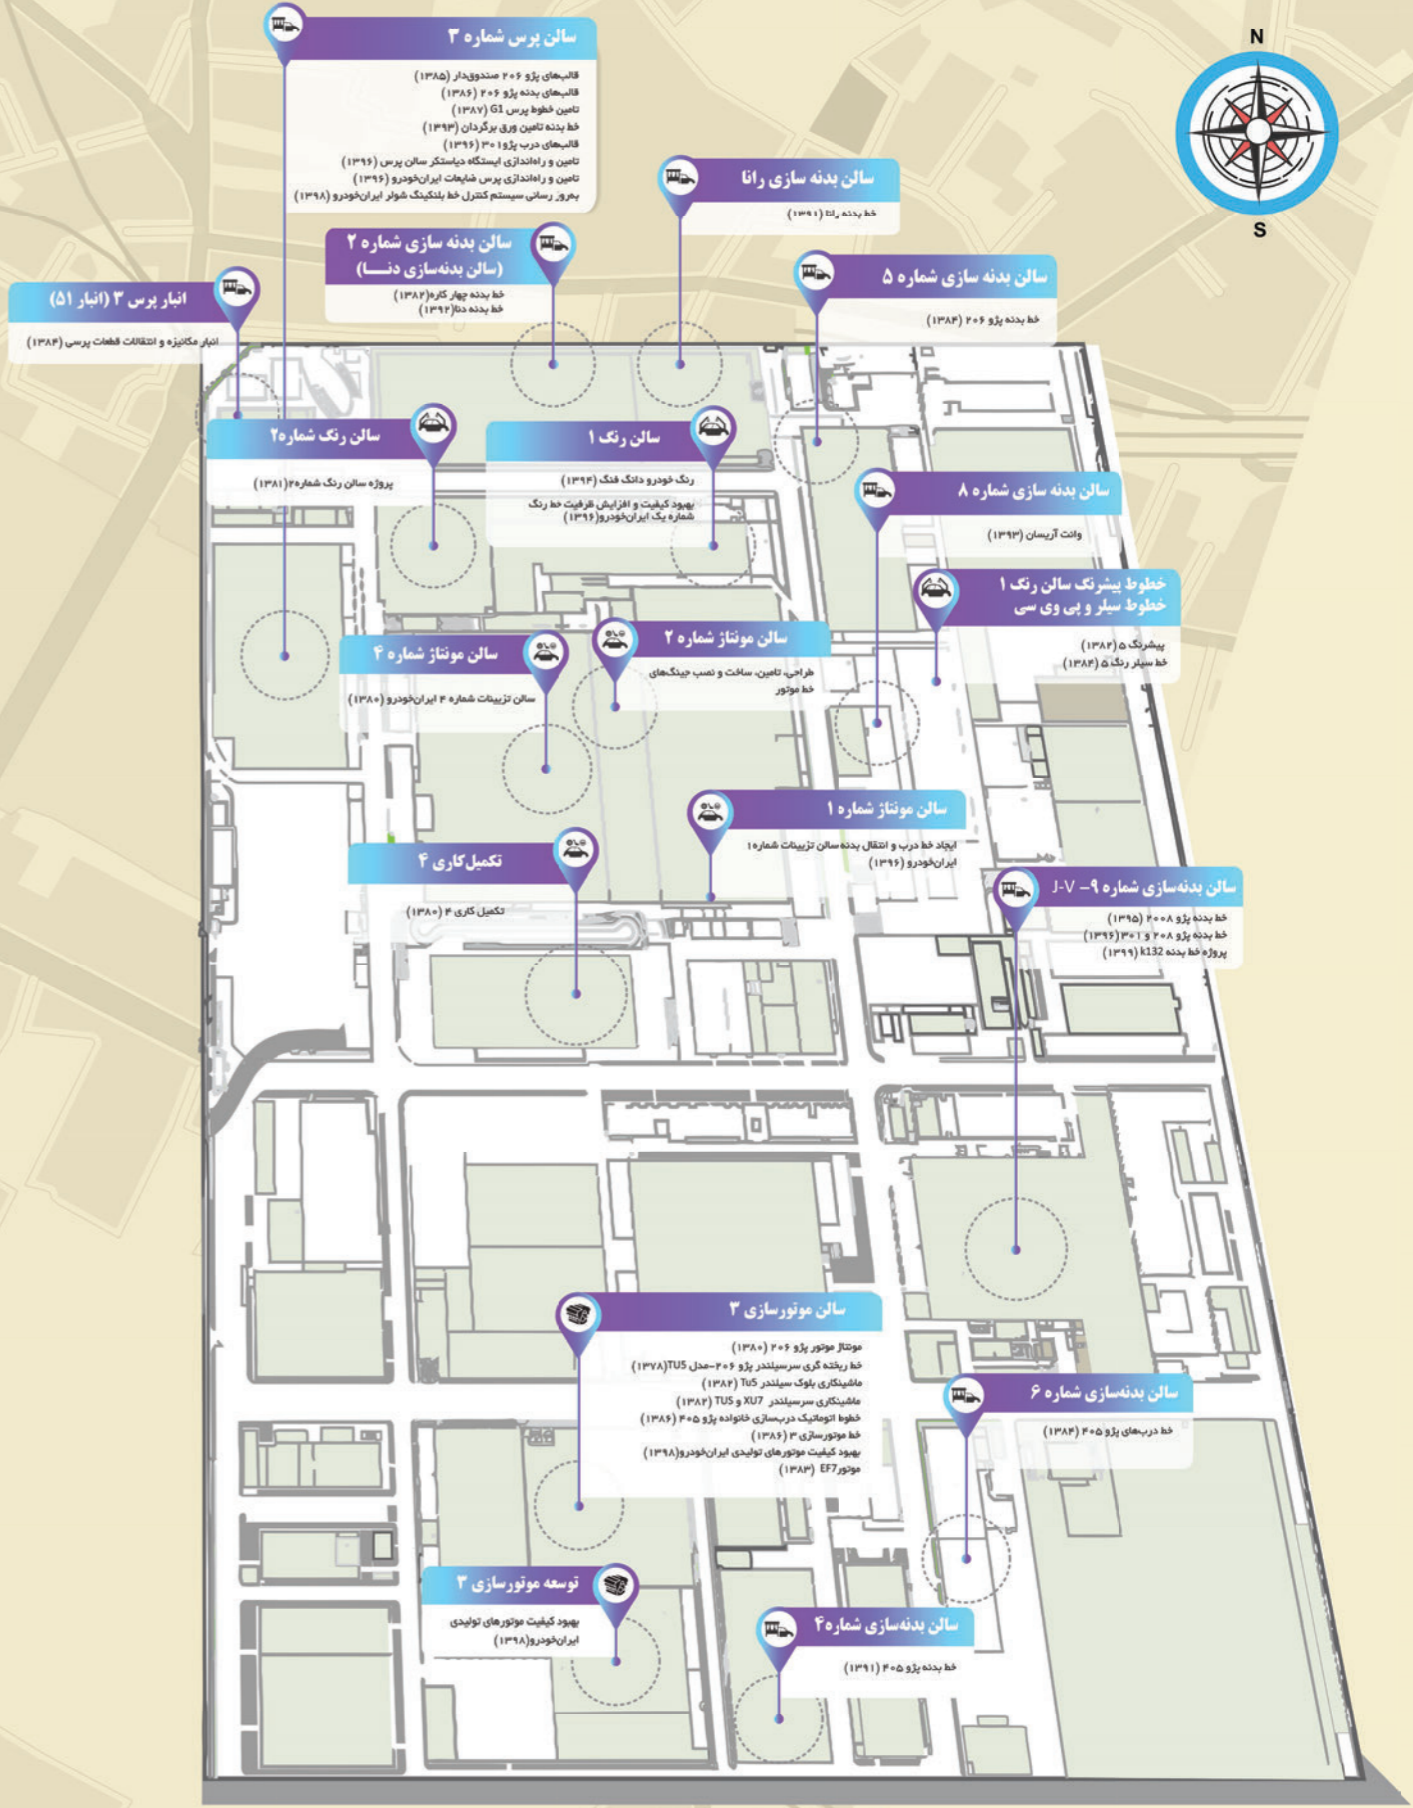 N
S
سالن پرس شماره ۳
قالب‌های پژو ۲۰۶ صندوق‌دار (۱۳۸۵)
قالب‌های بدنه پژو ۲۰۶ (۱۳۸۶)
تامین خطوط پرس G1 (۱۳۸۷)
خط بدنه تامین ورق برگردان (۱۳۹۳)
قالب‌های درب پژو ۳۰۱ (۱۳۹۶)
تامین و راه‌اندازی ایستگاه دیاستکر سالن پرس (۱۳۹۶)
تامین و راه‌اندازی پرس ضایعات ایران‌خودرو (۱۳۹۶)
به‌روز رسانی سیستم کنترل خط بلنکینگ شولر ایران‌خودرو (۱۳۹۸)
سالن بدنه سازی رانا
خط بدنه رانا (۱۳۹۱)
سالن بدنه سازی شماره ۲
(سالن بدنه‌سازی دنـــا)
خط بدنه چهار کاره(۱۳۸۲)
خط بدنه دنا(۱۳۹۲)
سالن بدنه سازی شماره ۵
خط بدنه پژو ۲۰۶ (۱۳۸۴)
انبار پرس ۳ (انبار ۵۱)
انبار مکانیزه و انتقالات قطعات پرسی (۱۳۸۴)
سالن رنگ ۱
رنگ خودرو دانگ فنگ (۱۳۹۴)
بهبود کیفیت و افزایش ظرفیت خط رنگ
شماره یک ایران‌خودرو(۱۳۹۶)
سالن رنگ شماره۲
پروژه سالن رنگ شماره۲(۱۳۸۱)
سالن بدنه سازی شماره ۸
وانت آریسان (۱۳۹۳)
خطوط پیشرنگ سالن رنگ ۱
خطوط سیلر و پی وی سی
پیشرنگ ۵ (۱۳۸۲)
خط سیلر رنگ ۵ (۱۳۸۴)
سالن مونتاژ شماره ۲
طراحی، تامین، ساخت و نصب جیگ‌های
خط موتور
سالن مونتاژ شماره ۴
سالن تزیینات شماره ۴ ایران‌خودرو (۱۳۸۰)
سالن مونتاژ شماره ۱
ایجاد خط درب و انتقال بدنه سالن تزیینات شماره۱
ایران‌خودرو (۱۳۹۶)
تکمیل‌کاری ۴
تکمیل کاری ۴ (۱۳۸۰)
سالن بدنه‌سازی شماره ۹ – J-V
خط بدنه پژو ۲۰۰۸ (۱۳۹۵)
خط بدنه پژو ۲۰۸ و ۳۰۱ (۱۳۹۶)
پروژه خط بدنه k132 (۱۳۹۹)
سالن موتورسازی ۳
مونتاژ موتور پژو ۲۰۶ (۱۳۸۰)
خط ریخته گری سرسیلندر پژو ۲۰۶-مدل TU5(۱۳۷۸)
ماشینکاری بلوک سیلندر Tu5 (۱۳۸۲)
ماشینکاری سرسیلندر XU7 و TU5 (۱۳۸۲)
خطوط اتوماتیک درب‌سازی خانواده پژو ۴۰۵ (۱۳۸۶)
خط موتورسازی ۳ (۱۳۸۶)
بهبود کیفیت موتورهای تولیدی ایران‌خودرو(۱۳۹۸)
موتورEF7 (۱۳۸۳)
سالن بدنه‌سازی شماره ۶
خط درب‌های پژو ۴۰۵ (۱۳۸۴)
توسعه موتورسازی ۳
بهبود کیفیت موتورهای تولیدی
ایران‌خودرو(۱۳۹۸)
سالن بدنه‌سازی شماره۴
خط بدنه پژو ۴۰۵ (۱۳۹۱)